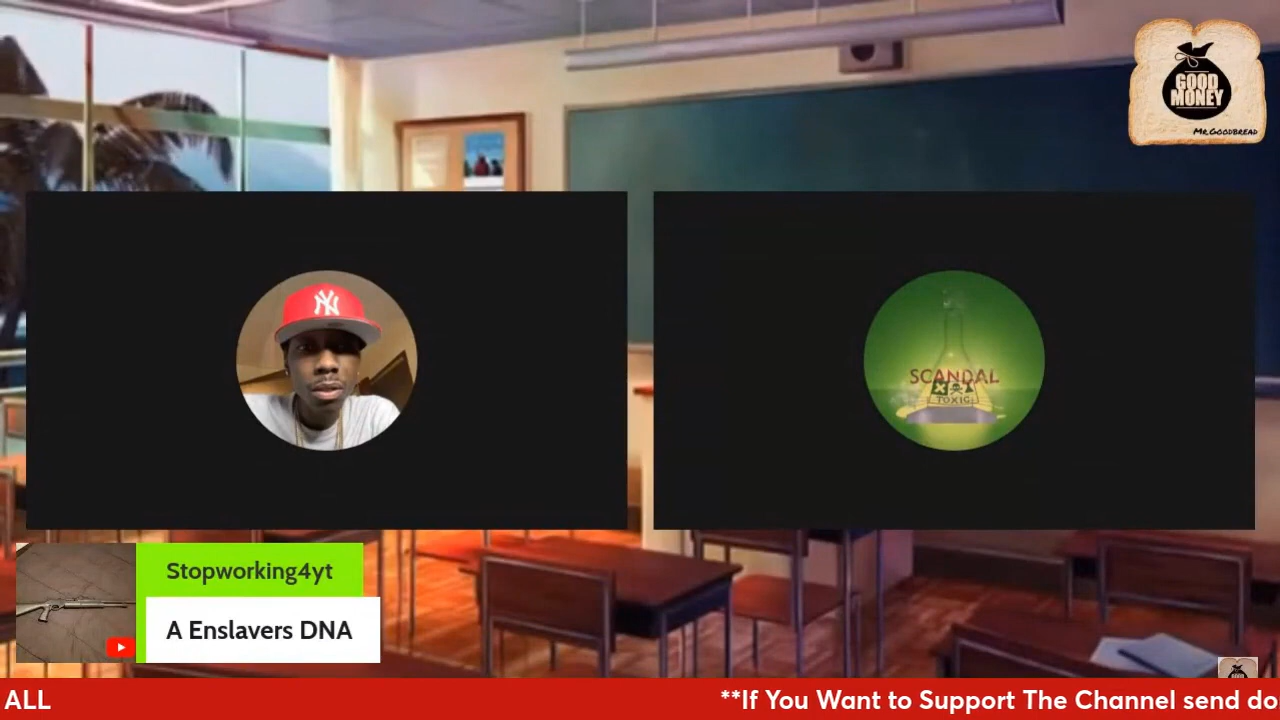 GOOD
MONEY
Mr.Goodbread
NY
SCANDAL
TOXIC
Stopworking4yt
A Enslavers DNA
ALL
**If You Want to Support The Channel send do